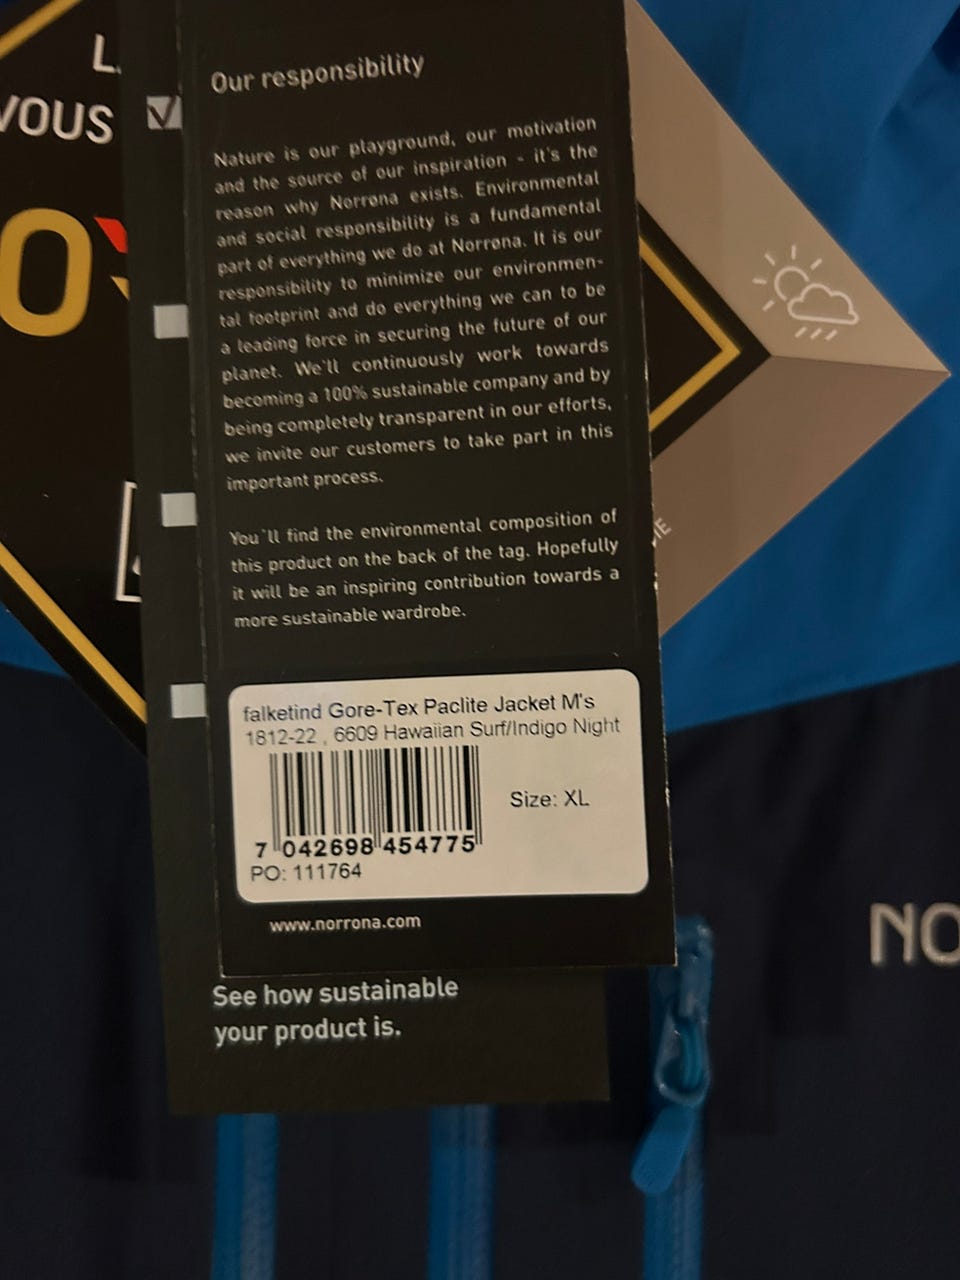 L
VOUS
O
Our responsibility
Nature is our playground, our motivation
and the source of our inspiration - it's the
reason why Norrøna exists. Environmental
and social responsibility is a fundamental
part of everything we do at Norrøna. It is our
responsibility to minimize our environmen-
tal footprint and do everything we can to be
a leading force in securing the future of our
planet. We'll continuously work towards
becoming a 100% sustainable company and by
being completely transparent in our efforts,
we invite our customers to take part in this
important process.
You'll find the environmental composition of
this product on the back of the tag. Hopefully
it will be an inspiring contribution towards a
more sustainable wardrobe.
falketind Gore-Tex Paclite Jacket M's
1812-22 , 6609 Hawaiian Surf/Indigo Night
Size: XL
7 042698 454775
PO: 111764
www.norrona.com
See how sustainable
your product is.
NO